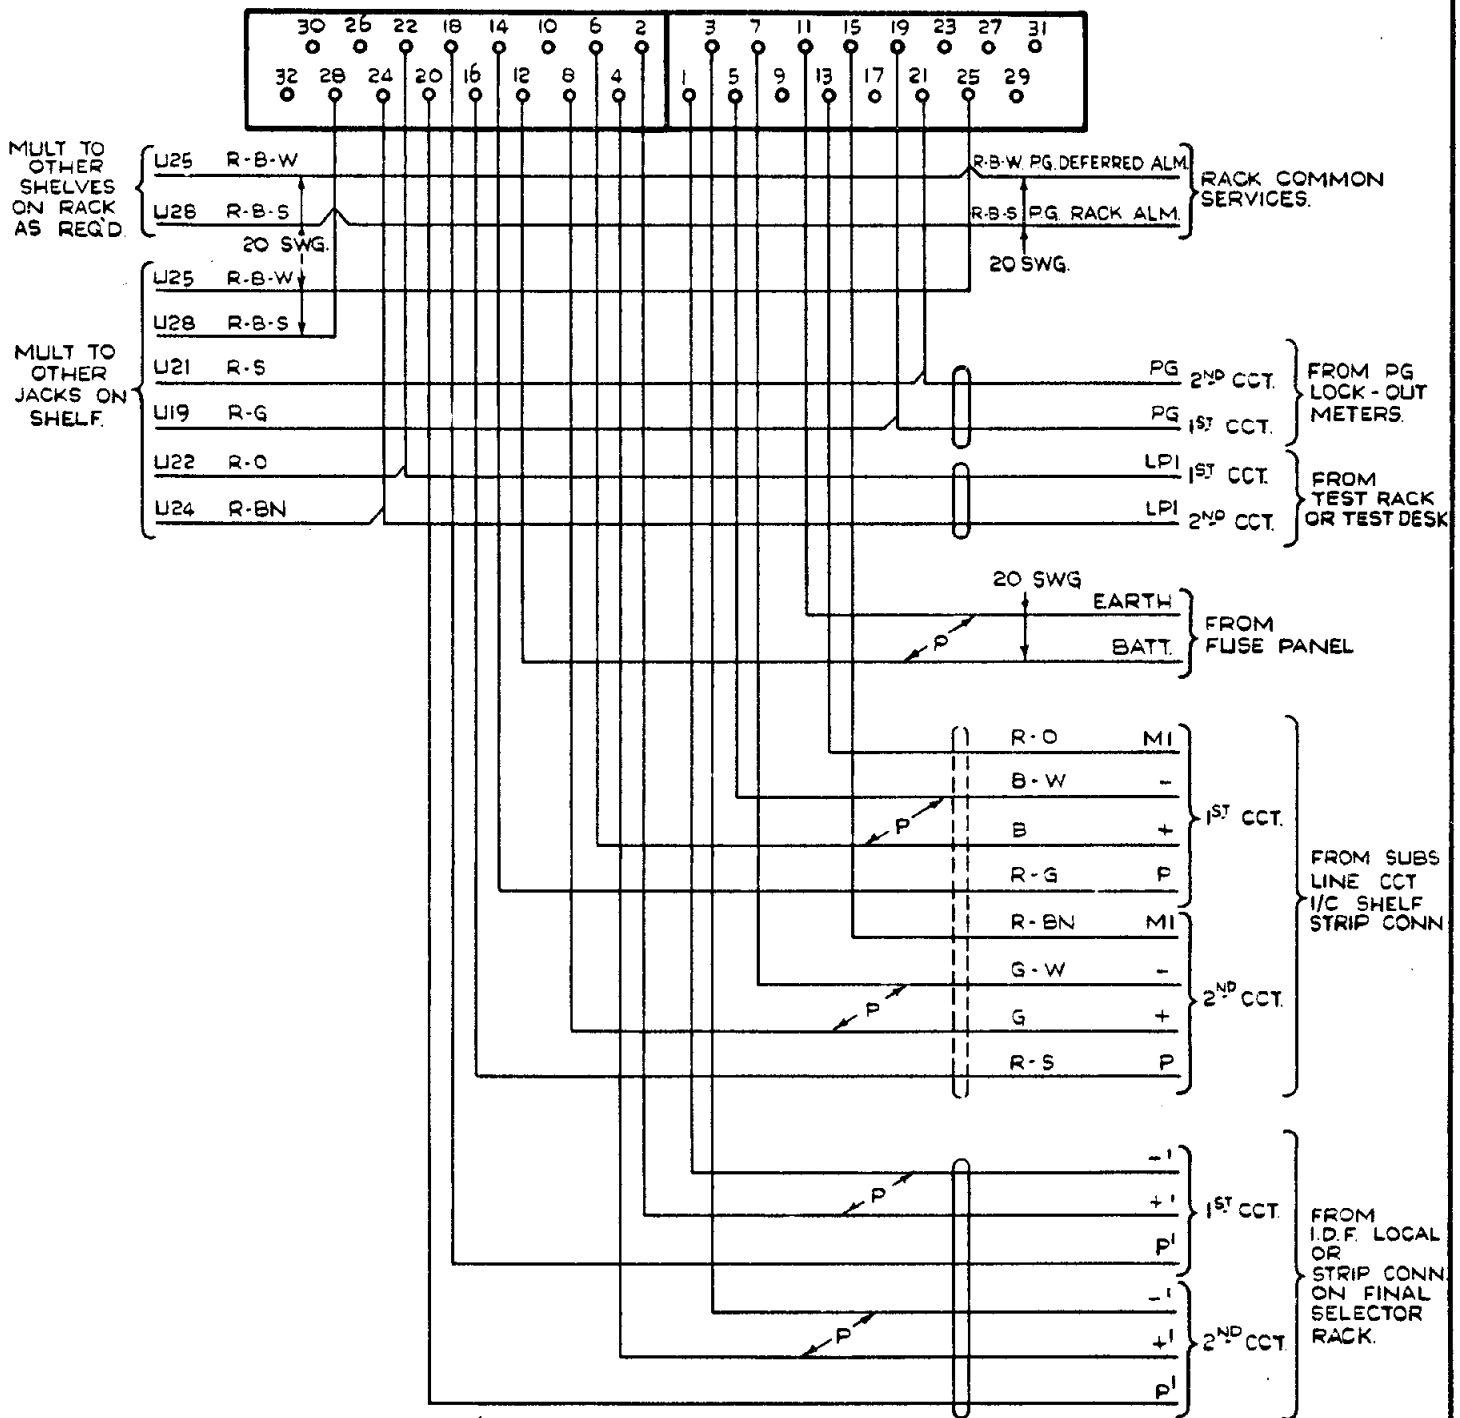 30 26 22 18 14 10 6 2 3 7 11 15 19 23 27 31
32 28 24 20 16 12 8 4 1 5 9 13 17 21 25 29
MULT TO
OTHER
SHELVES
ON RACK
AS REQ'D.
U25 R-B-W
U28 R-B-S
20 SWG.
R-B-W. PG. DEFERRED ALM.
R-B-S P.G. RACK ALM.
20 SWG.
RACK COMMON
SERVICES.
MULT TO
OTHER
JACKS ON
SHELF.
U25 R-B-W
U28 R-B-S
U21 R-S
U19 R-G
U22 R-O
U24 R-BN
PG 2ND CCT.
PG 1ST CCT.
FROM PG
LOCK-OUT
METERS.
LP1 1ST CCT.
LP1 2ND CCT.
FROM
TEST RACK
OR TEST DESK
20 SWG
EARTH
P
BATT.
FROM
FUSE PANEL
R-O M1
B-W -
P
B +
R-G P
1ST CCT.
R-BN M1
G-W -
P
G +
R-S P
2ND CCT.
FROM SUBS
LINE CCT
I/C SHELF
STRIP CONN
-1
P
+1
P1
1ST CCT.
-1
P
+1
P1
2ND CCT.
FROM
I.D.F. LOCAL
OR
STRIP CONN.
ON FINAL
SELECTOR
RACK.